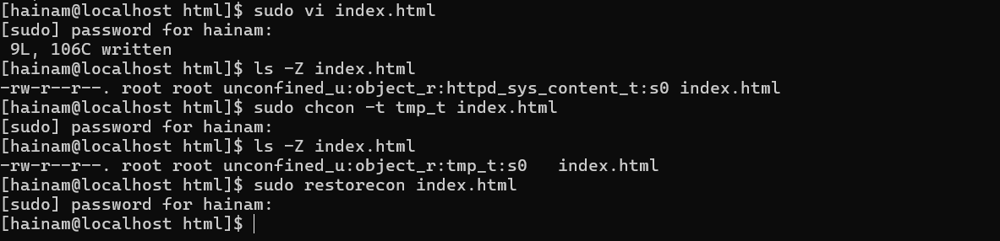 [hainam@localhost html]$ sudo vi index.html
[sudo] password for hainam:
 9L, 106C written
[hainam@localhost html]$ ls -Z index.html
-rw-r--r--. root root unconfined_u:object_r:httpd_sys_content_t:s0 index.html
[hainam@localhost html]$ sudo chcon -t tmp_t index.html
[sudo] password for hainam:
[hainam@localhost html]$ ls -Z index.html
-rw-r--r--. root root unconfined_u:object_r:tmp_t:s0   index.html
[hainam@localhost html]$ sudo restorecon index.html
[sudo] password for hainam:
[hainam@localhost html]$